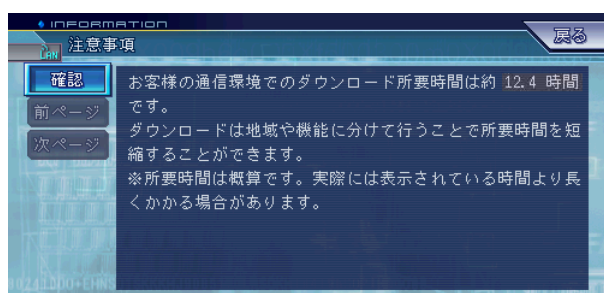 INFORMATION
LAN 注意事項
戻る
確認
前ページ
次ページ
お客様の通信環境でのダウンロード所要時間は約 12.4 時間
です。
ダウンロードは地域や機能に分けて行うことで所要時間を短
縮することができます。
※所要時間は概算です。実際には表示されている時間より長
くかかる場合があります。